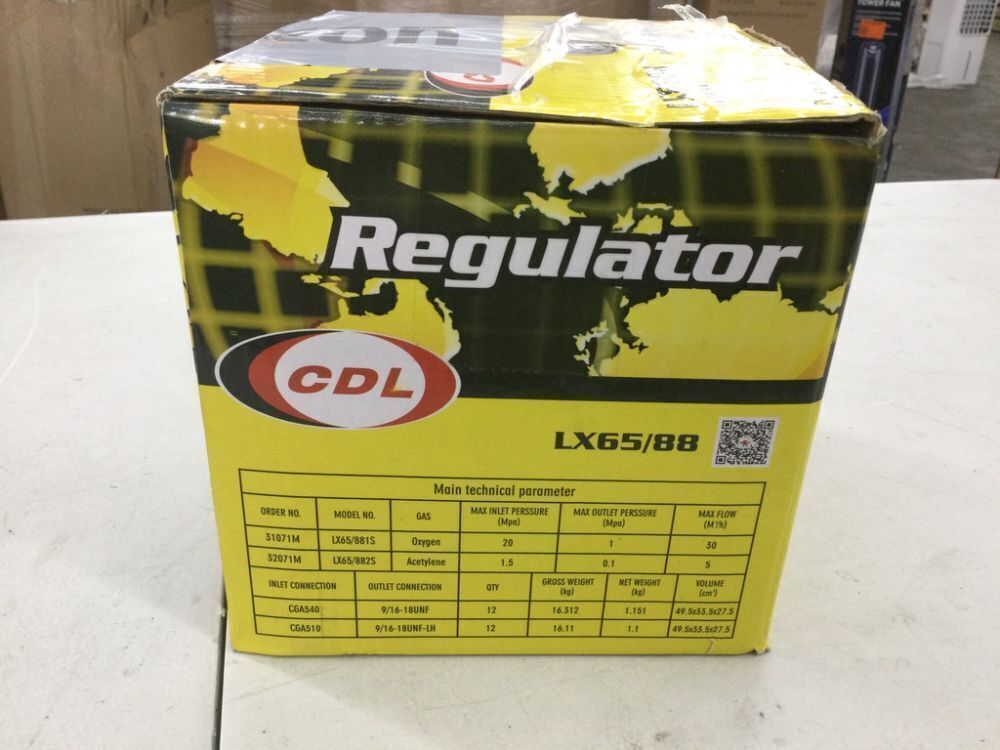 TOWER FAN
CDL
Regulator
CDL
LX65/88
Main technical parameter
ORDER NO. MODEL NO. GAS MAX INLET PERSSURE (Mpa) MAX OUTLET PERSSURE (Mpa) MAX FLOW (M³/h)
31071M LX65/881S Oxygen 20 1 30
32071M LX65/882S Acetylene 1.5 0.1 5
INLET CONNECTION OUTLET CONNECTION QTY GROSS WEIGHT (kg) NET WEIGHT (kg) VOLUME (cm³)
CGA540 9/16-18UNF 12 16.312 1.151 49.5x33.5x27.5
CGA510 9/16-18UNF-LH 12 16.11 1.1 49.5x33.5x27.5